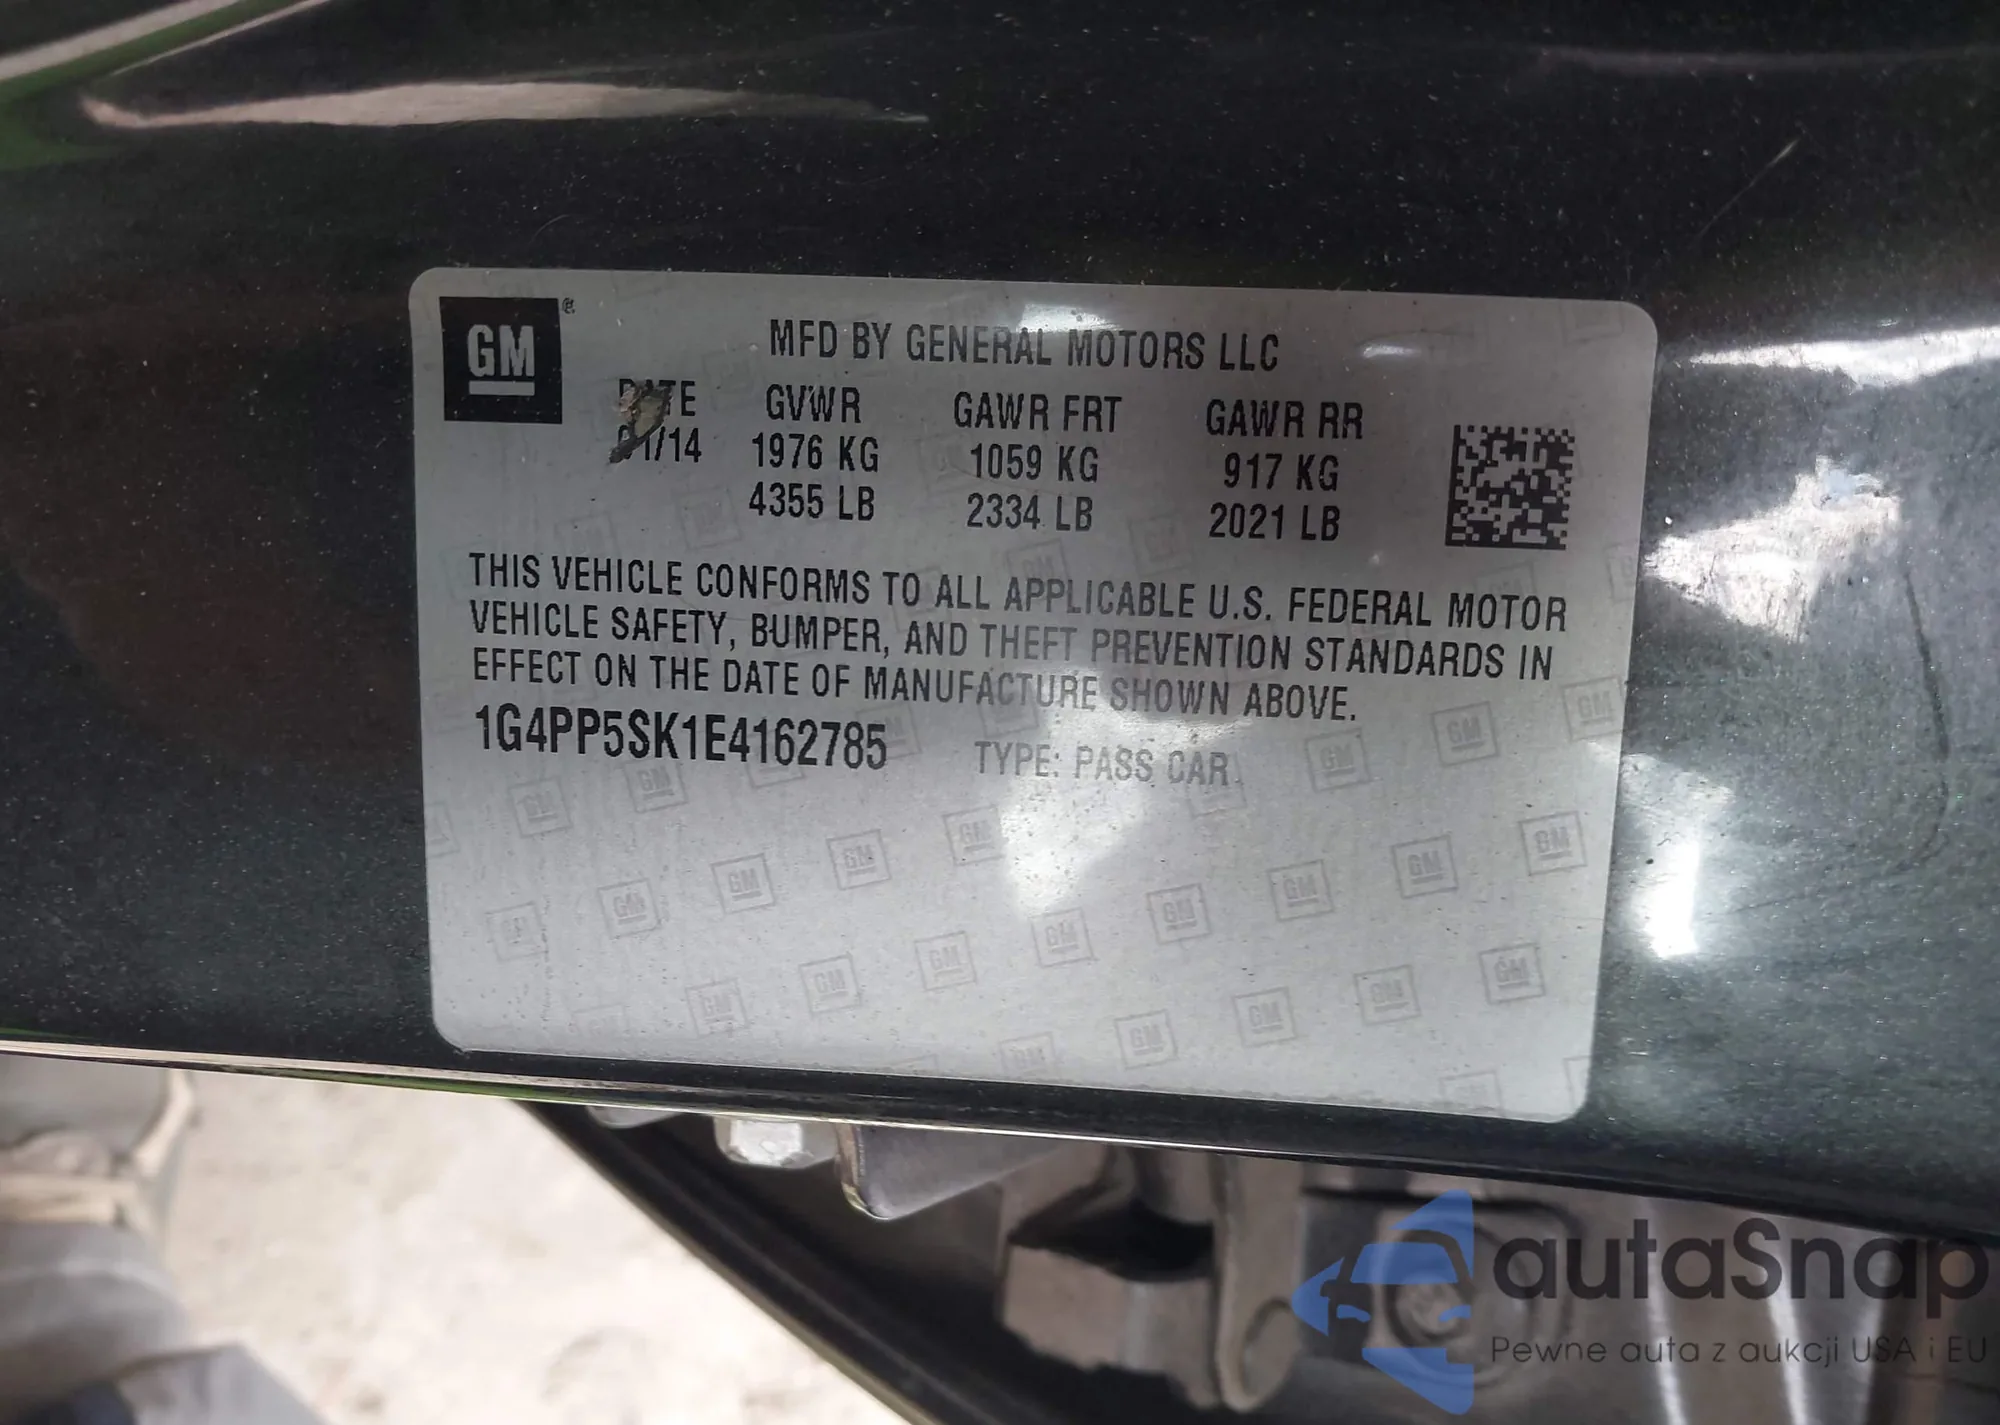 GM
MFD BY GENERAL MOTORS LLC
DATE GVWR GAWR FRT GAWR RR
01/14 1976 KG 1059 KG 917 KG
4355 LB 2334 LB 2021 LB
THIS VEHICLE CONFORMS TO ALL APPLICABLE U.S. FEDERAL MOTOR
VEHICLE SAFETY, BUMPER, AND THEFT PREVENTION STANDARDS IN
EFFECT ON THE DATE OF MANUFACTURE SHOWN ABOVE.
1G4PP5SK1E4162785 TYPE: PASS CAR
autaSnap
Pewne auta z aukcji USA i EU